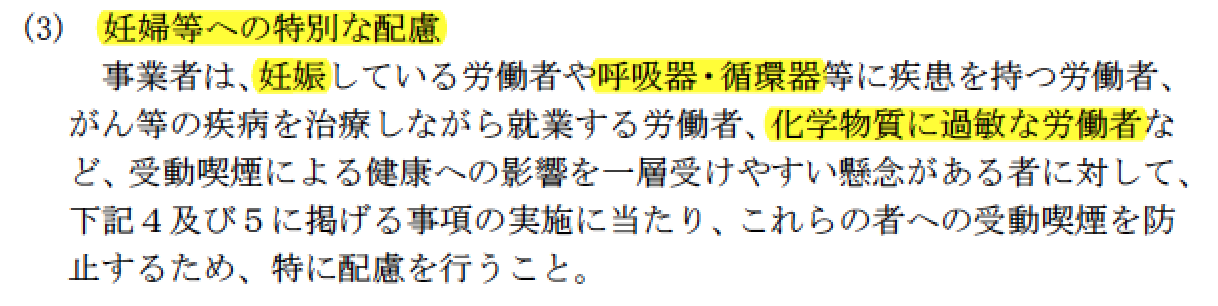 (3) 妊婦等への特別な配慮
事業者は、妊娠している労働者や呼吸器・循環器等に疾患を持つ労働者、
がん等の疾病を治療しながら就業する労働者、化学物質に過敏な労働者な
ど、受動喫煙による健康への影響を一層受けやすい懸念がある者に対して、
下記４及び５に掲げる事項の実施に当たり、これらの者への受動喫煙を防
止するため、特に配慮を行うこと。